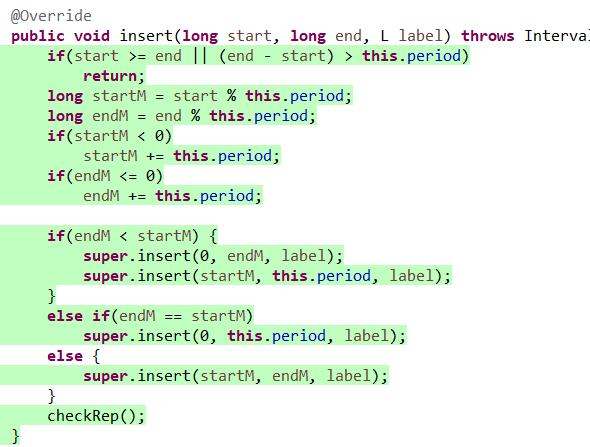 @Override
public void insert(long start, long end, L label) throws Interval
    if(start >= end || (end - start) > this.period)
        return;
    long startM = start % this.period;
    long endM = end % this.period;
    if(startM < 0)
        startM += this.period;
    if(endM <= 0)
        endM += this.period;

    if(endM < startM) {
        super.insert(0, endM, label);
        super.insert(startM, this.period, label);
    }
    else if(endM == startM)
        super.insert(0, this.period, label);
    else {
        super.insert(startM, endM, label);
    }
    checkRep();
}